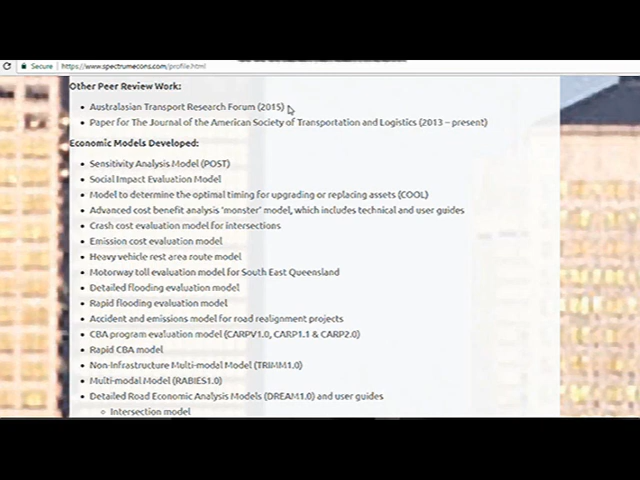 Secure https://www.spectrumecons.com/profile.html
Other Peer Review Work:
Australasian Transport Research Forum (2015)
Paper for The Journal of the American Society of Transportation and Logistics (2013 – present)
Economic Models Developed:
Sensitivity Analysis Model (POST)
Social Impact Evaluation Model
Model to determine the optimal timing for upgrading or replacing assets (COOL)
Advanced cost benefit analysis 'monster' model, which includes technical and user guides
Crash cost evaluation model for intersections
Emission cost evaluation model
Heavy vehicle rest area route model
Motorway toll evaluation model for South East Queensland
Detailed flooding evaluation model
Rapid flooding evaluation model
Accident and emissions model for road realignment projects
CBA program evaluation model (CARPV1.0, CARP1.1 & CARP2.0)
Rapid CBA model
Non-Infrastructure Multi-modal Model (TRIMM1.0)
Multi-modal Model (RABIES1.0)
Detailed Road Economic Analysis Models (DREAM1.0) and user guides
Intersection model